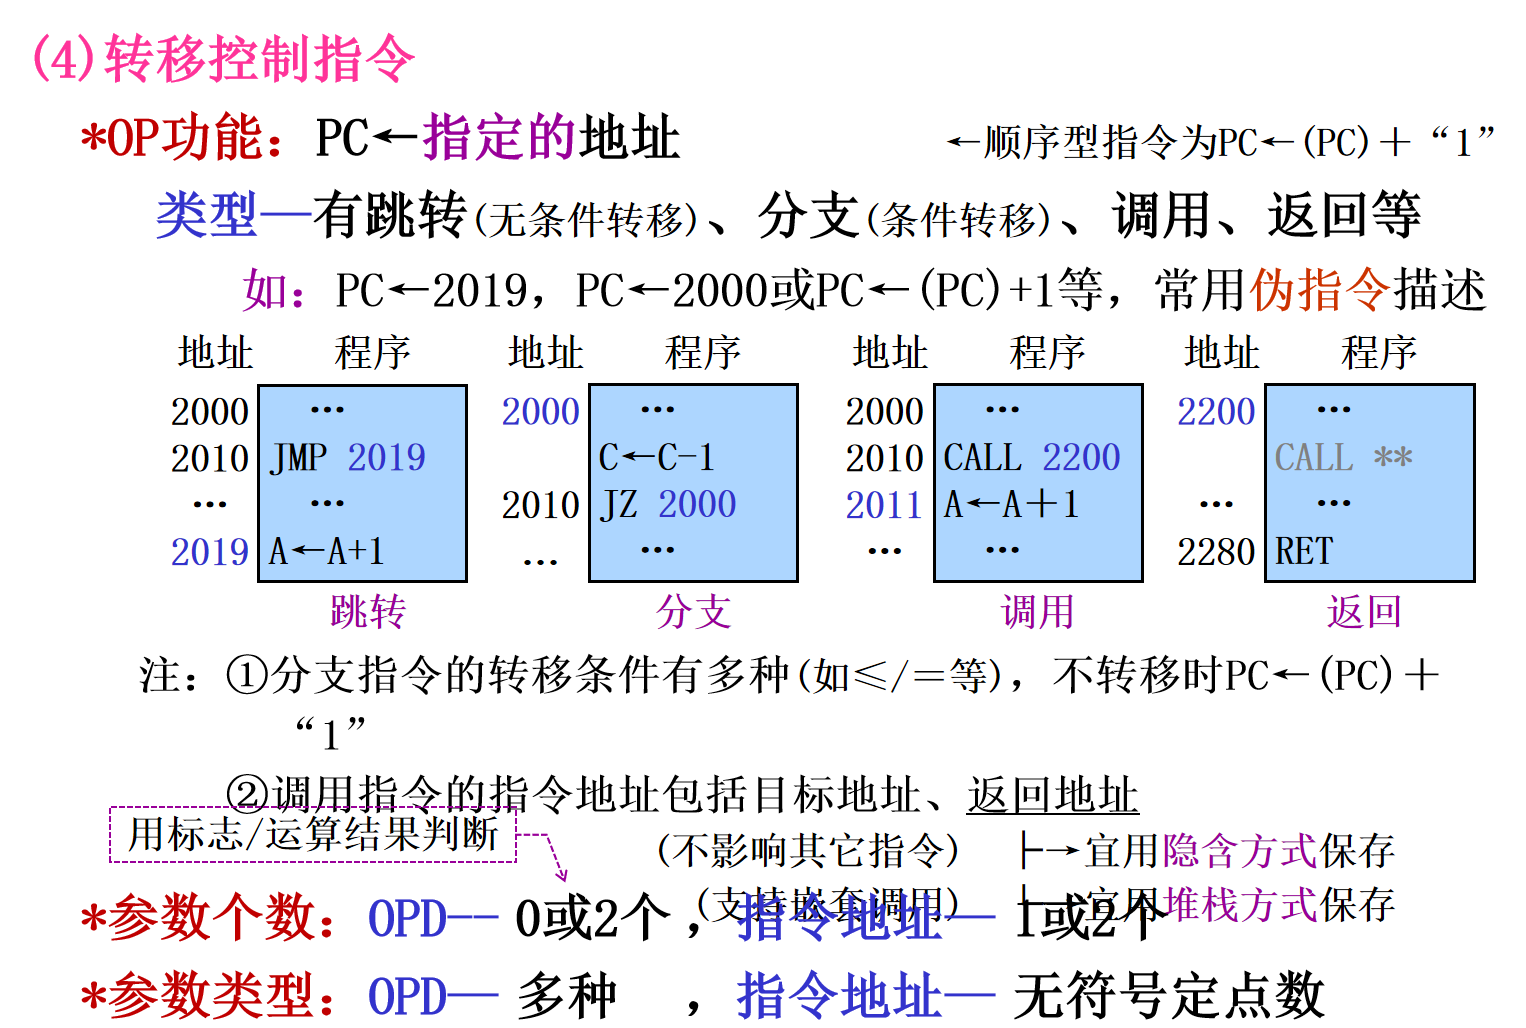 (4)转移控制指令
*OP功能：PC←指定的地址 ←顺序型指令为PC←(PC)＋“1”
类型—有跳转(无条件转移)、分支(条件转移)、调用、返回等
如：PC←2019，PC←2000或PC←(PC)+1等，常用伪指令描述
地址 程序 地址 程序 地址 程序 地址 程序
2000 … 2000 … 2000 … 2200 …
2010 JMP 2019 C←C-1 2010 CALL 2200 CALL **
… … 2010 JZ 2000 2011 A←A＋1 … …
2019 A←A+1 … … … … 2280 RET
跳转 分支 调用 返回
注：①分支指令的转移条件有多种(如≤/＝等)，不转移时PC←(PC)＋
“1”
②调用指令的指令地址包括目标地址、返回地址
用标志/运算结果判断
(不影响其它指令) ├→宜用隐含方式保存
(支持嵌套调用) └→宜用堆栈方式保存
*参数个数：OPD—— 0或2个，指令地址— 1或2个
*参数类型：OPD— 多种 ，指令地址— 无符号定点数